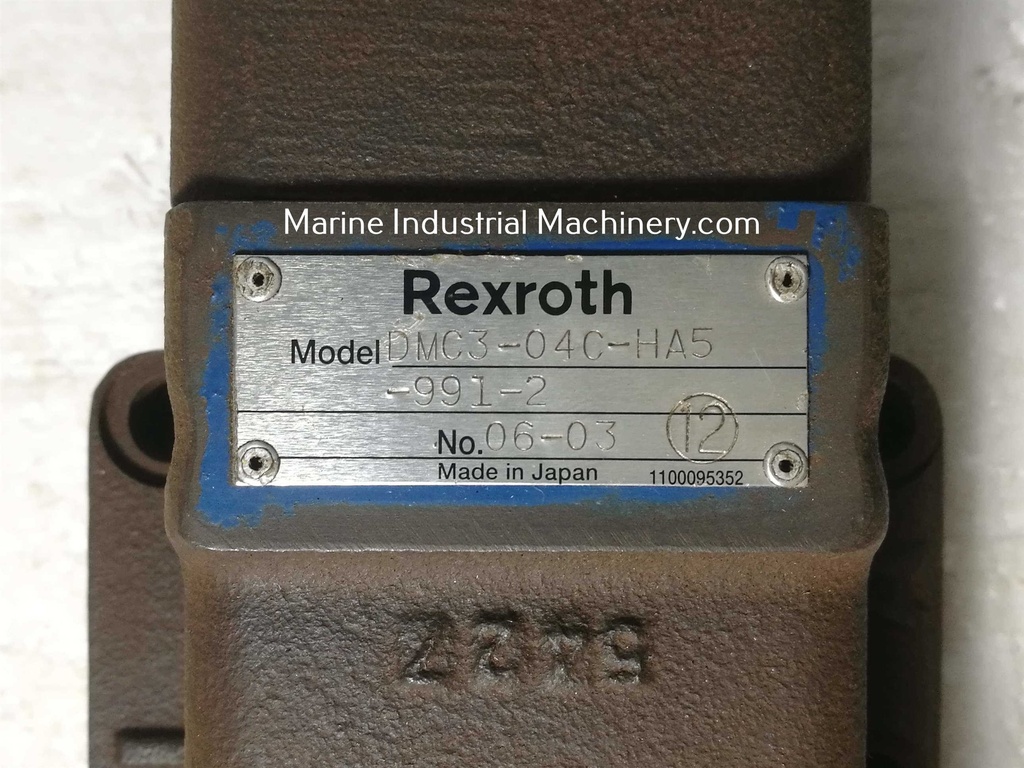 Marine Industrial Machinery.com
Rexroth
Model DMC3-04C-HA5
-991-2
No. 06-03 12
Made in Japan 1100095352